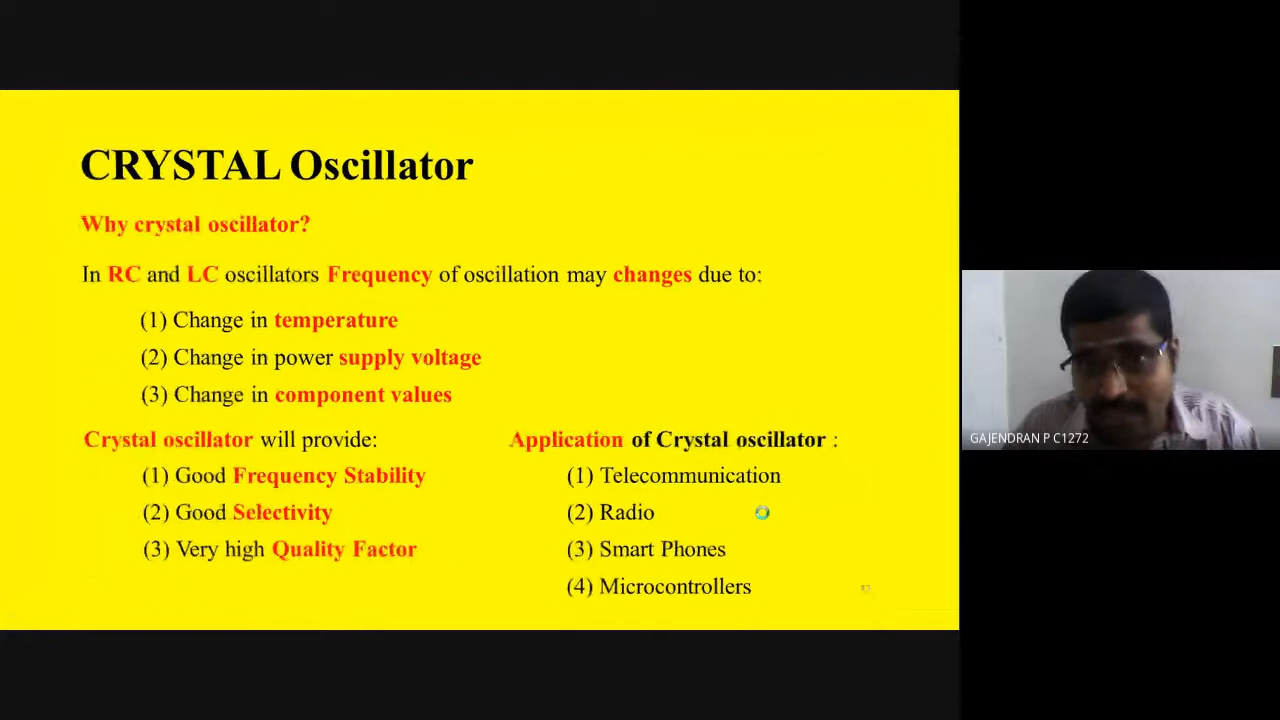 CRYSTAL Oscillator
Why crystal oscillator?
In RC and LC oscillators Frequency of oscillation may changes due to:
(1) Change in temperature
(2) Change in power supply voltage
(3) Change in component values
Crystal oscillator will provide:
(1) Good Frequency Stability
(2) Good Selectivity
(3) Very high Quality Factor
Application of Crystal oscillator :
(1) Telecommunication
(2) Radio
(3) Smart Phones
(4) Microcontrollers
GAJENDRAN P C1272